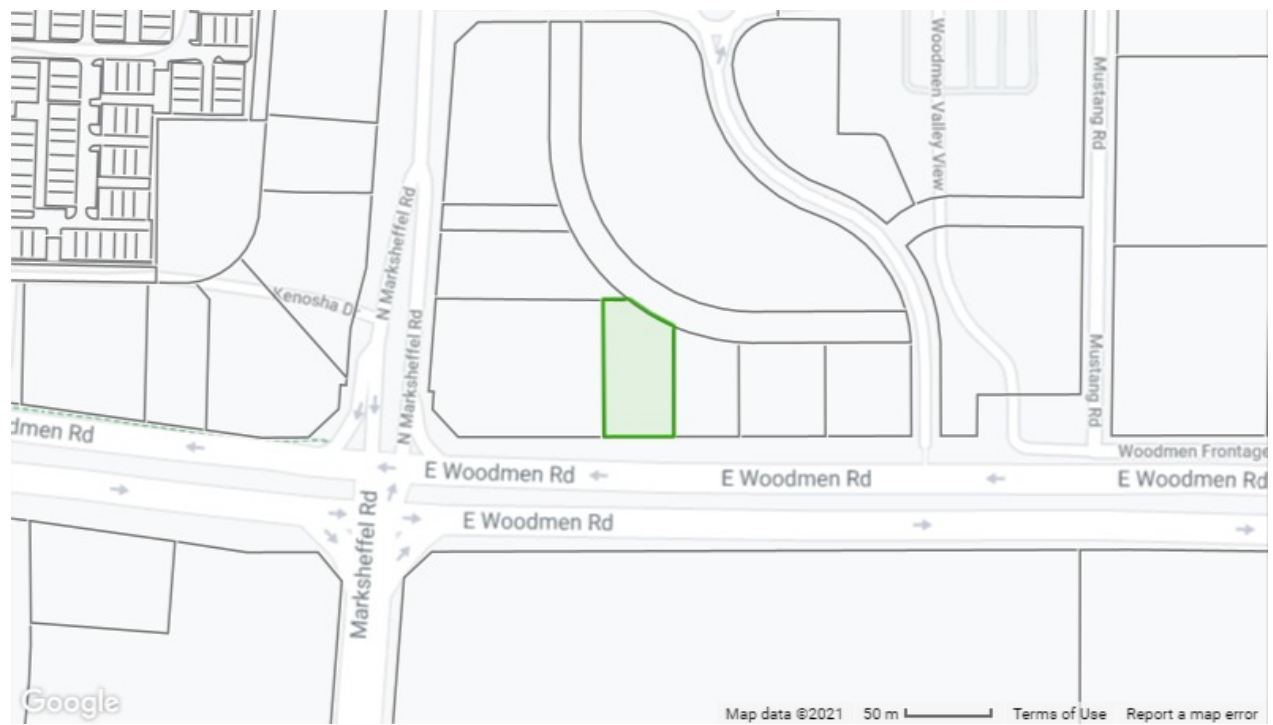 Woodmen Valley View
Mustang Rd
N Marksheffel Rd
Kenosha D
N Marksheffel Rd
Mustang Rd
dmen Rd
E Woodmen Rd
E Woodmen Rd
Woodmen Frontage
E Woodmen Rd
Marksheffel Rd
E Woodmen Rd
Google
Map data ©2021 50 m Terms of Use Report a map error